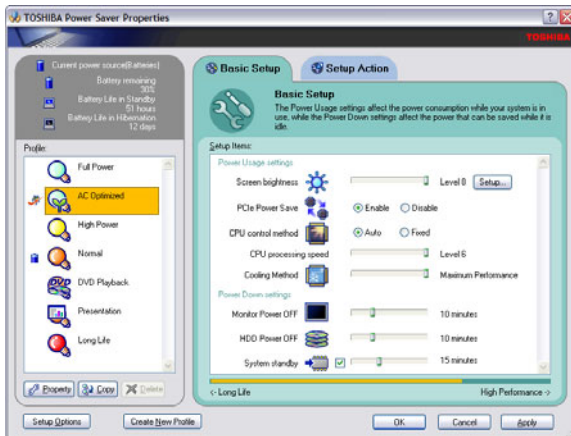 TOSHIBA Power Saver Properties
TOSHIBA
Current power source(Batteries)
Battery remaining
30%
Battery Life in Standby
51 hours
Battery Life in Hibernation
12 days
Profile:
Full Power
AC Optimized
High Power
Normal
DVD Playback
Presentation
Long Life
Property
Copy
Delete
Setup Options
Create New Profile
Basic Setup
Setup Action
Basic Setup
The Power Usage settings affect the power consumption while your system is
in use, while the Power Down settings affect the power that can be saved while it is
idle.
Setup Items:
Power Usage settings
Screen brightness Level 8 Setup...
PCIe Power Save Enable Disable
CPU control method Auto Fixed
CPU processing speed Level 6
Cooling Method Maximum Performance
Power Down settings
Monitor Power OFF 10 minutes
HDD Power OFF 10 minutes
System standby 15 minutes
<- Long Life High Performance ->
OK Cancel Apply